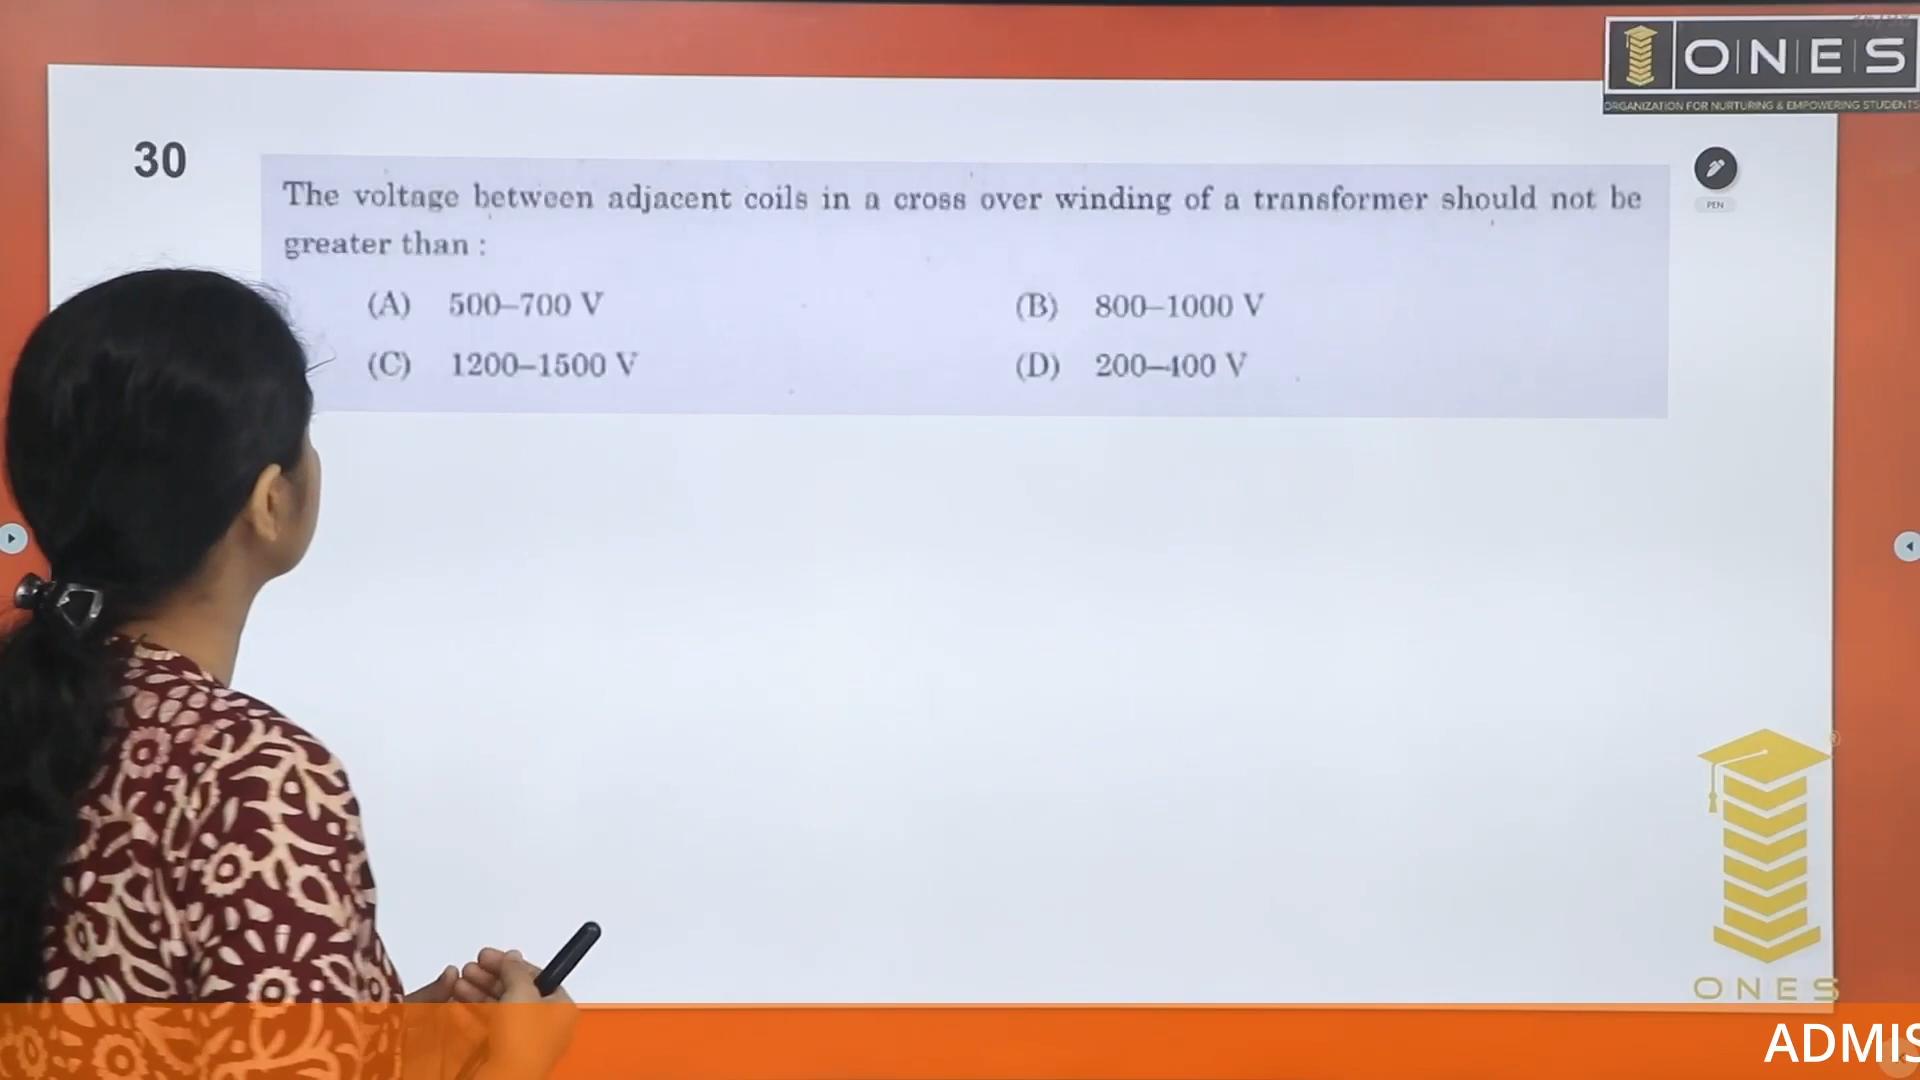 O|N|E|S
ORGANIZATION FOR NURTURING & EMPOWERING STUDENTS
30
The voltage between adjacent coils in a cross over winding of a transformer should not be
greater than :
(A) 500–700 V (B) 800–1000 V
(C) 1200–1500 V (D) 200–400 V
PEN
ONES
ADMIS